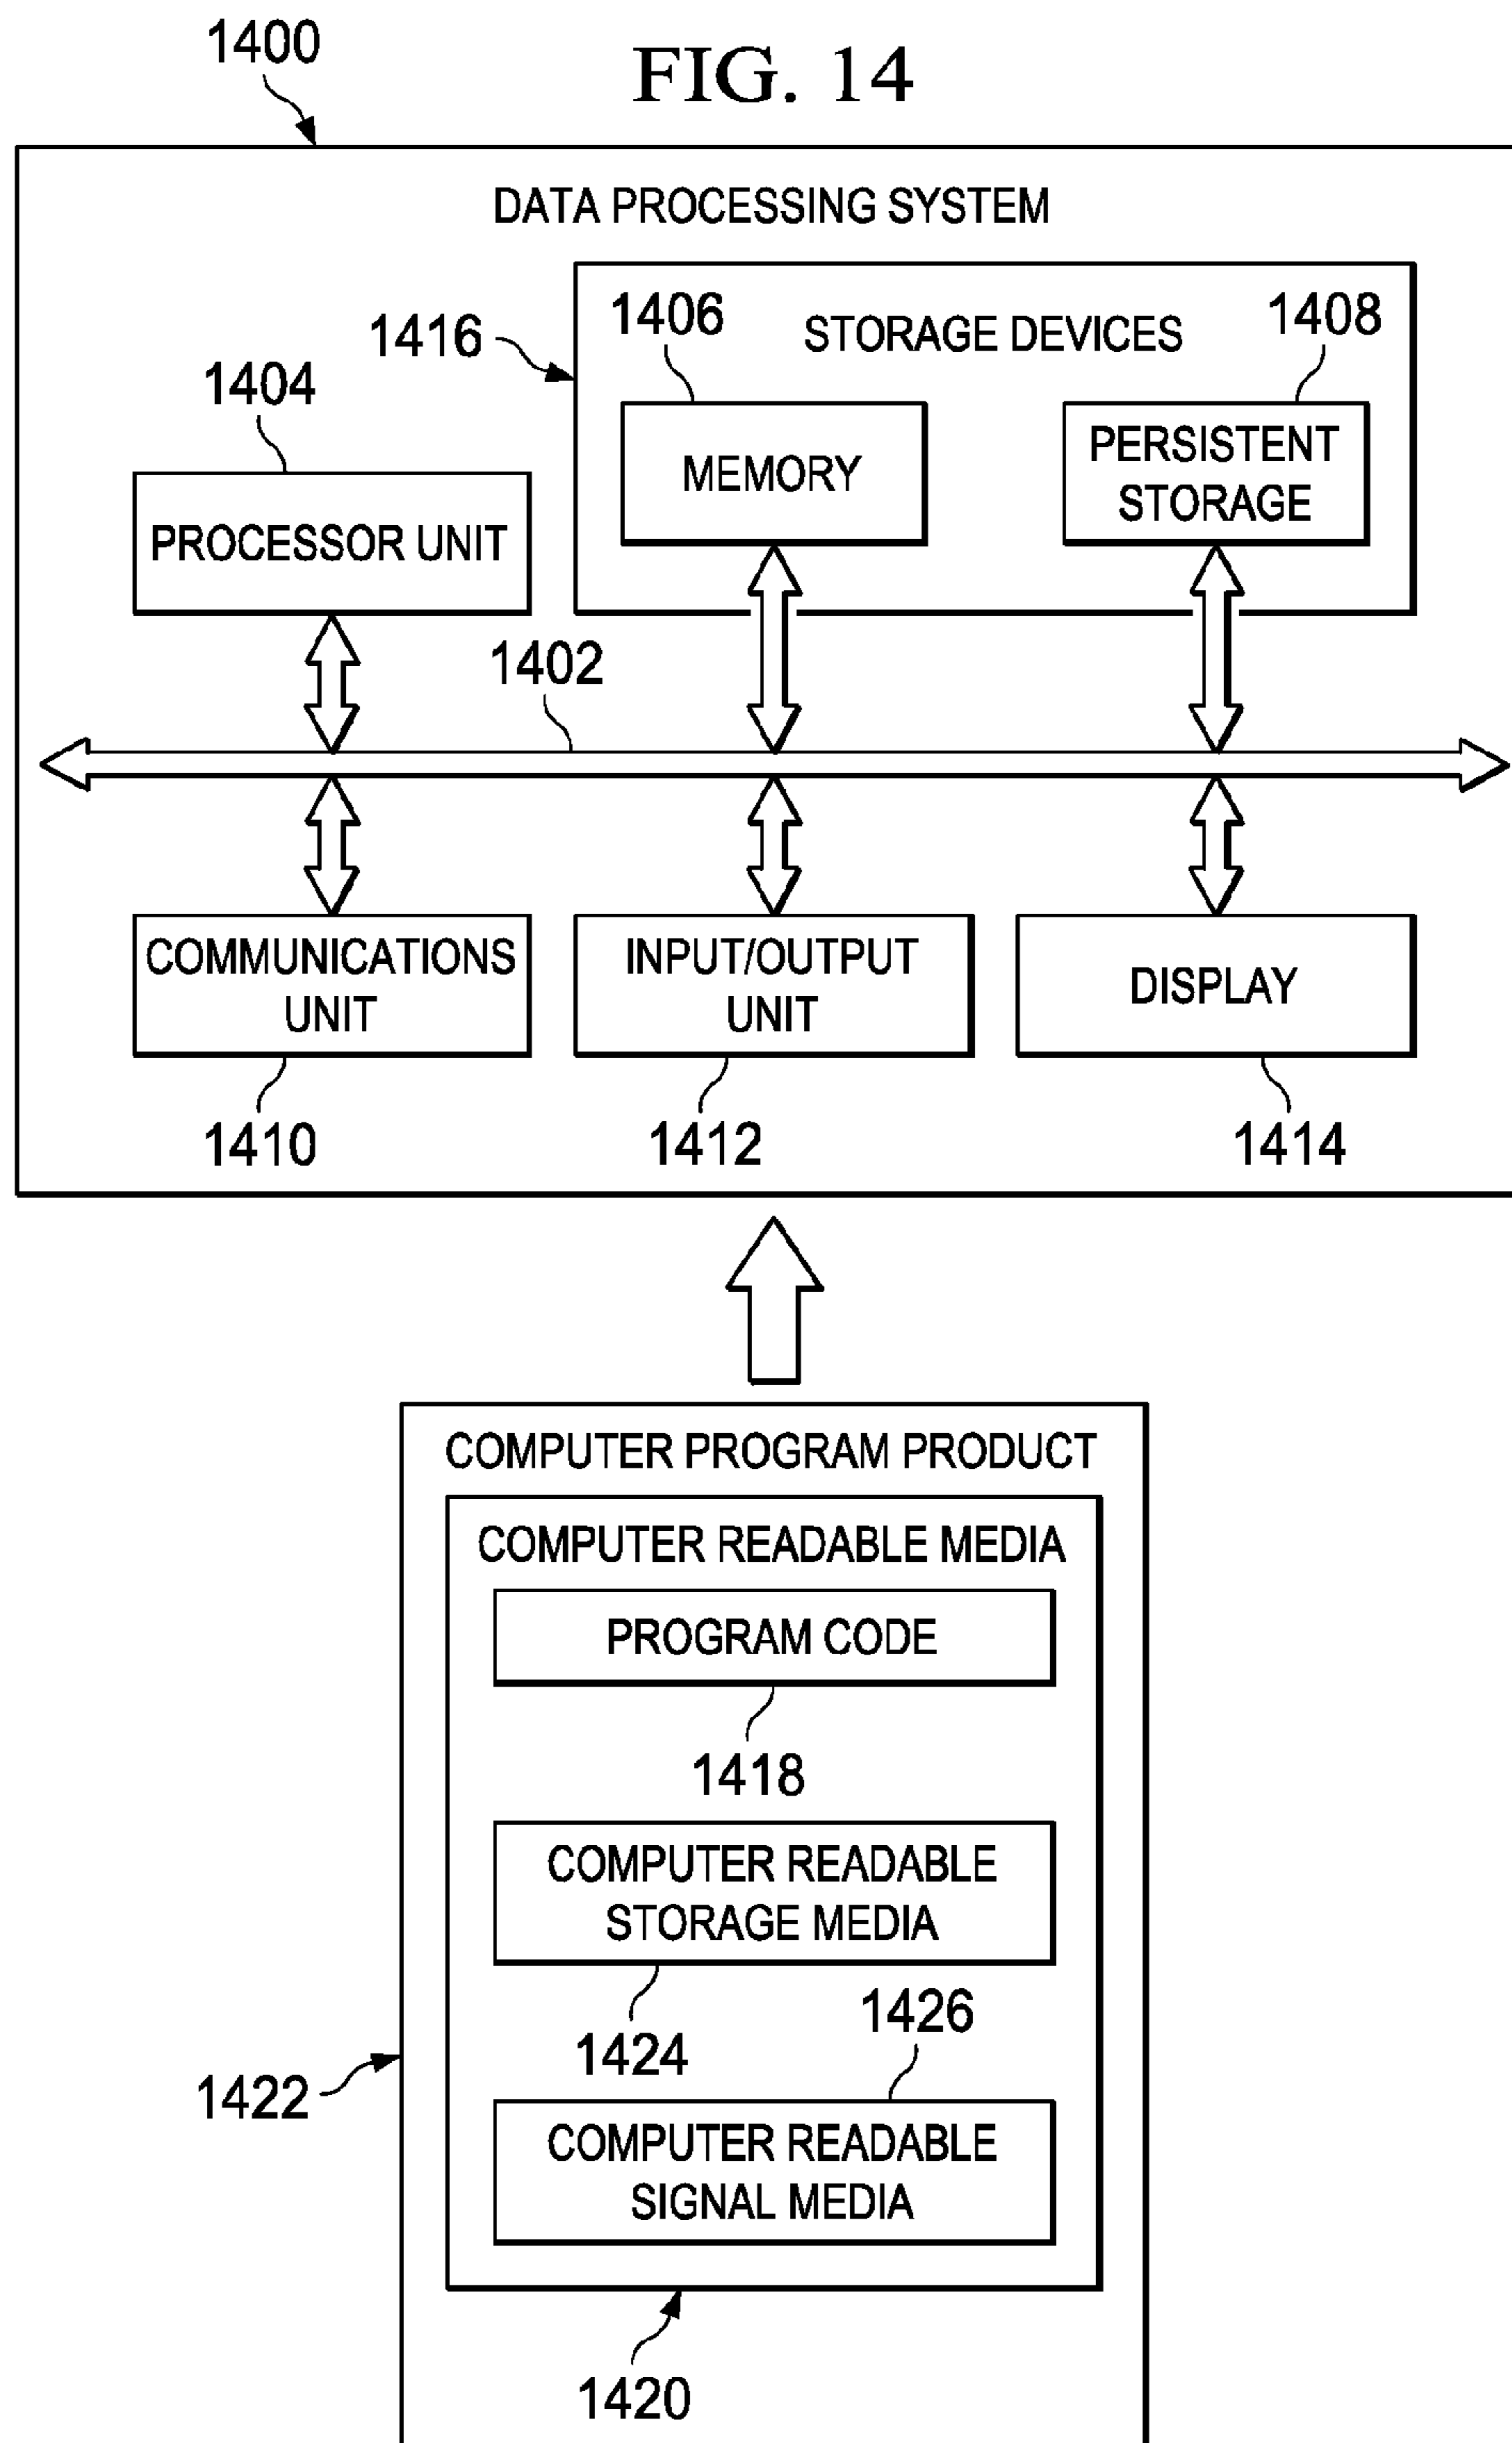 1400
FIG. 14
DATA PROCESSING SYSTEM
1416
1406
STORAGE DEVICES
1408
1404
MEMORY
PERSISTENT
STORAGE
PROCESSOR UNIT
1402
COMMUNICATIONS
UNIT
INPUT/OUTPUT
UNIT
DISPLAY
1410
1412
1414
COMPUTER PROGRAM PRODUCT
COMPUTER READABLE MEDIA
PROGRAM CODE
1418
COMPUTER READABLE
STORAGE MEDIA
1424
1426
1422
COMPUTER READABLE
SIGNAL MEDIA
1420